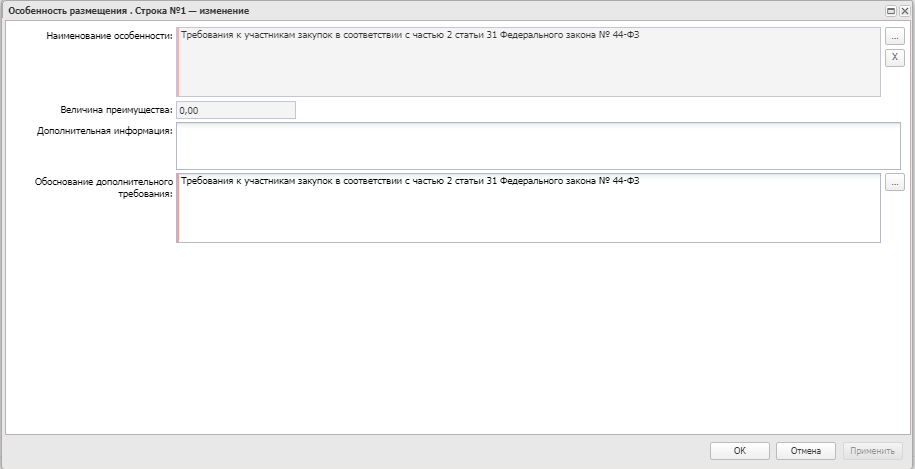 Особенность размещения . Строка №1 — изменение
Наименование особенности:
Требования к участникам закупок в соответствии с частью 2 статьи 31 Федерального закона № 44-ФЗ
...
X
Величина преимущества:
0,00
Дополнительная информация:
Обоснование дополнительного
требования:
Требования к участникам закупок в соответствии с частью 2 статьи 31 Федерального закона № 44-ФЗ
...
OK
Отмена
Применить